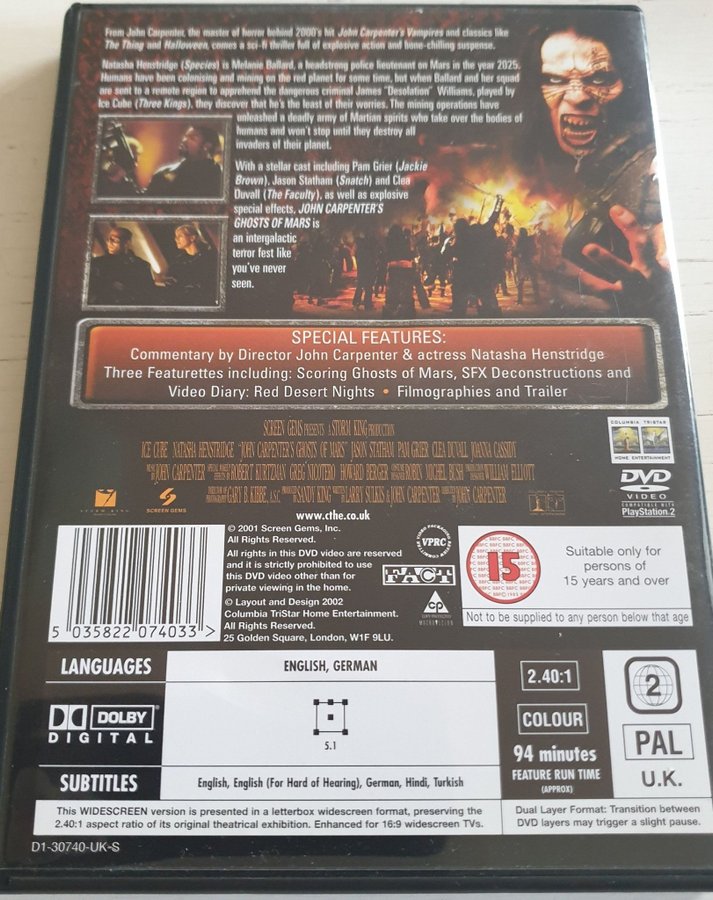 From John Carpenter, the master of horror behind 2000's hit John Carpenter's Vampires and classics like
The Thing and Halloween, comes a sci-fi thriller full of explosive action and bone-chilling suspense.
Natasha Henstridge (Species) is Melanie Ballard, a headstrong police lieutenant on Mars in the year 2025.
Humans have been colonising and mining on the red planet for some time, but when Ballard and her squad
are sent to a remote region to apprehend the dangerous criminal James "Desolation" Williams, played by
Ice Cube (Three Kings), they discover that he's the least of their worries. The mining operations have
unleashed a deadly army of Martian spirits who take over the bodies of
humans and won't stop until they destroy all
invaders of their planet.
With a stellar cast including Pam Grier (Jackie
Brown), Jason Statham (Snatch) and Clea
Duvall (The Faculty), as well as explosive
special effects, JOHN CARPENTER'S
GHOSTS OF MARS is
an intergalactic
terror fest like
you've never
seen.
SPECIAL FEATURES:
Commentary by Director John Carpenter & actress Natasha Henstridge
Three Featurettes including: Scoring Ghosts of Mars, SFX Deconstructions and
Video Diary: Red Desert Nights • Filmographies and Trailer
SCREEN GEMS PRESENTS A STORM KING PRODUCTION
ICE CUBE NATASHA HENSTRIDGE "JOHN CARPENTER'S GHOSTS OF MARS" JASON STATHAM PAM GRIER CLEA DUVALL JOANNA CASSIDY
MUSIC BY JOHN CARPENTER ROBERT KURTZMAN GREG NICOTERO HOWARD BERGER ROBIN MICHEL BUSH WILLIAM ELLIOTT
GARY B. KIBBE, A.S.C. PRODUCED BY SANDY KING WRITTEN BY LARRY SULKIS & JOHN CARPENTER DIRECTED BY JOHN CARPENTER
STORM KING
SCREEN GEMS
www.cthe.co.uk
COLUMBIA TRISTAR
HOME ENTERTAINMENT
DVD
VIDEO
COMPATIBLE WITH
PlayStation.2
© 2001 Screen Gems, Inc.
All Rights Reserved.
All rights in this DVD video are reserved
and it is strictly prohibited to use
this DVD video other than for
private viewing in the home.
© Layout and Design 2002
Columbia TriStar Home Entertainment.
All Rights Reserved.
25 Golden Square, London, W1F 9LU.
VPRC
FACT
CP
MACROVISION
BBFC
15
Suitable only for
persons of
15 years and over
Not to be supplied to any person below that age
5 035822 074033 >
LANGUAGES
ENGLISH, GERMAN
DOLBY
DIGITAL
5.1
SUBTITLES
English, English (For Hard of Hearing), German, Hindi, Turkish
2.40:1
COLOUR
94 minutes
FEATURE RUN TIME
(APPROX)
2
PAL
U.K.
This WIDESCREEN version is presented in a letterbox widescreen format, preserving the
2.40:1 aspect ratio of its original theatrical exhibition. Enhanced for 16:9 widescreen TVs.
Dual Layer Format: Transition between
DVD layers may trigger a slight pause.
D1-30740-UK-S